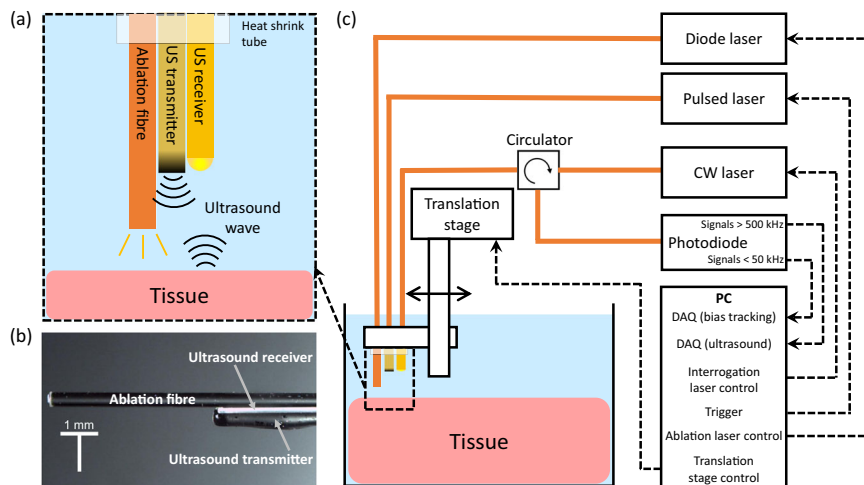 (a)
Heat shrink
tube
Ablation fibre
US transmitter
US receiver
Ultrasound
wave
Tissue
(b)
Ultrasound receiver
Ablation fibre
1 mm
Ultrasound transmitter
(c)
Diode laser
Pulsed laser
Circulator
CW laser
Translation
stage
Signals > 500 kHz
Photodiode
Signals < 50 kHz
PC
DAQ (bias tracking)
DAQ (ultrasound)
Interrogation
laser control
Trigger
Ablation laser control
Translation
stage control
Tissue